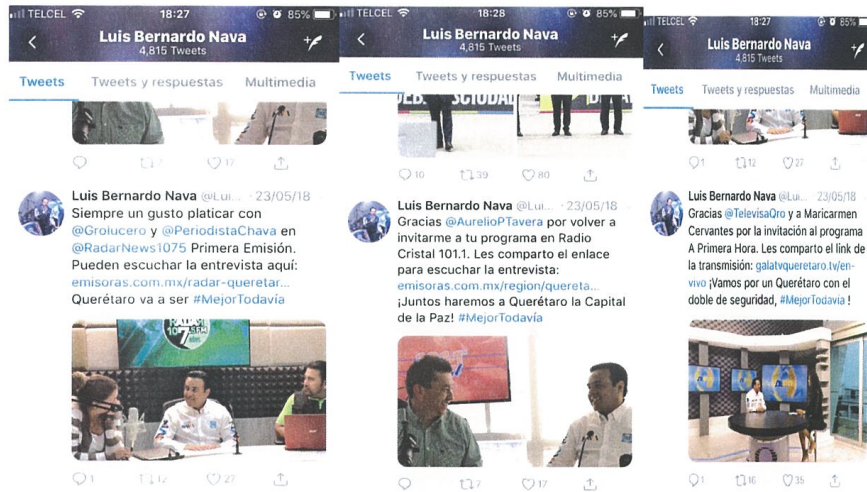 TELCEL 18:27 85%
Luis Bernardo Nava
4,815 Tweets
Tweets Tweets y respuestas Multimedia
12 17
Luis Bernardo Nava @Lui... · 23/05/18
Siempre un gusto platicar con
@Grolucero y @PeriodistaChava en
@RadarNews1075 Primera Emisión.
Pueden escuchar la entrevista aquí:
emisoras.com.mx/radar-queretar...
Querétaro va a ser #MejorTodavía
RADAR
107.5FM
1 12 27
TELCEL 18:28 85%
Luis Bernardo Nava
4,815 Tweets
Tweets Tweets y respuestas Multimedia
10 39 80
Luis Bernardo Nava @Lu... · 23/05/18
Gracias @AurelioPTavera por volver a
invitarme a tu programa en Radio
Cristal 101.1. Les comparto el enlace
para escuchar la entrevista:
emisoras.com.mx/region/quereta...
¡Juntos haremos a Querétaro la Capital
de la Paz! #MejorTodavía
7 17
TELCEL 18:27 85%
Luis Bernardo Nava
4,815 Tweets
Tweets Tweets y respuestas Multimedia
1 12 27
Luis Bernardo Nava @Lui... · 23/05/18
Gracias @TelevisaQro y a Maricarmen
Cervantes por la invitación al programa
A Primera Hora. Les comparto el link de
la transmisión: galatvqueretaro.tv/en-
vivo ¡Vamos por un Querétaro con el
doble de seguridad, #MejorTodavía !
1 16 35